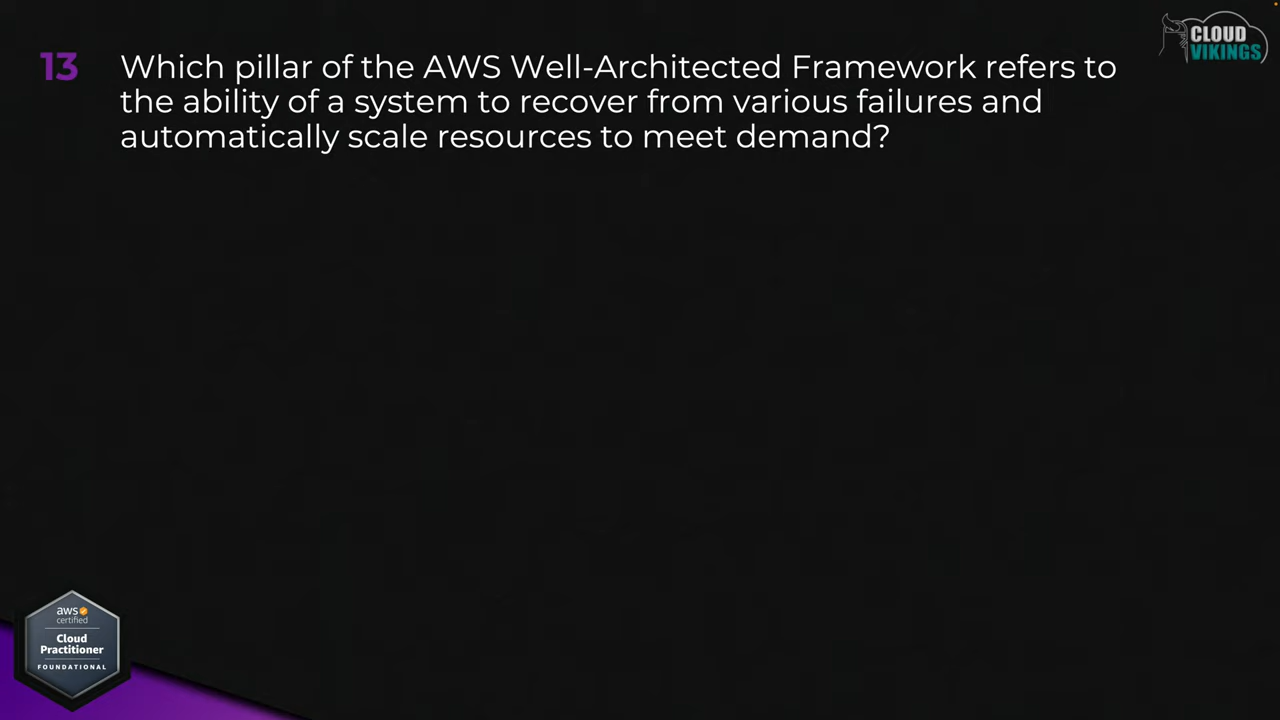 13
Which pillar of the AWS Well-Architected Framework refers to
the ability of a system to recover from various failures and
automatically scale resources to meet demand?
CLOUD
VIKINGS
aws
certified
Cloud
Practitioner
FOUNDATIONAL